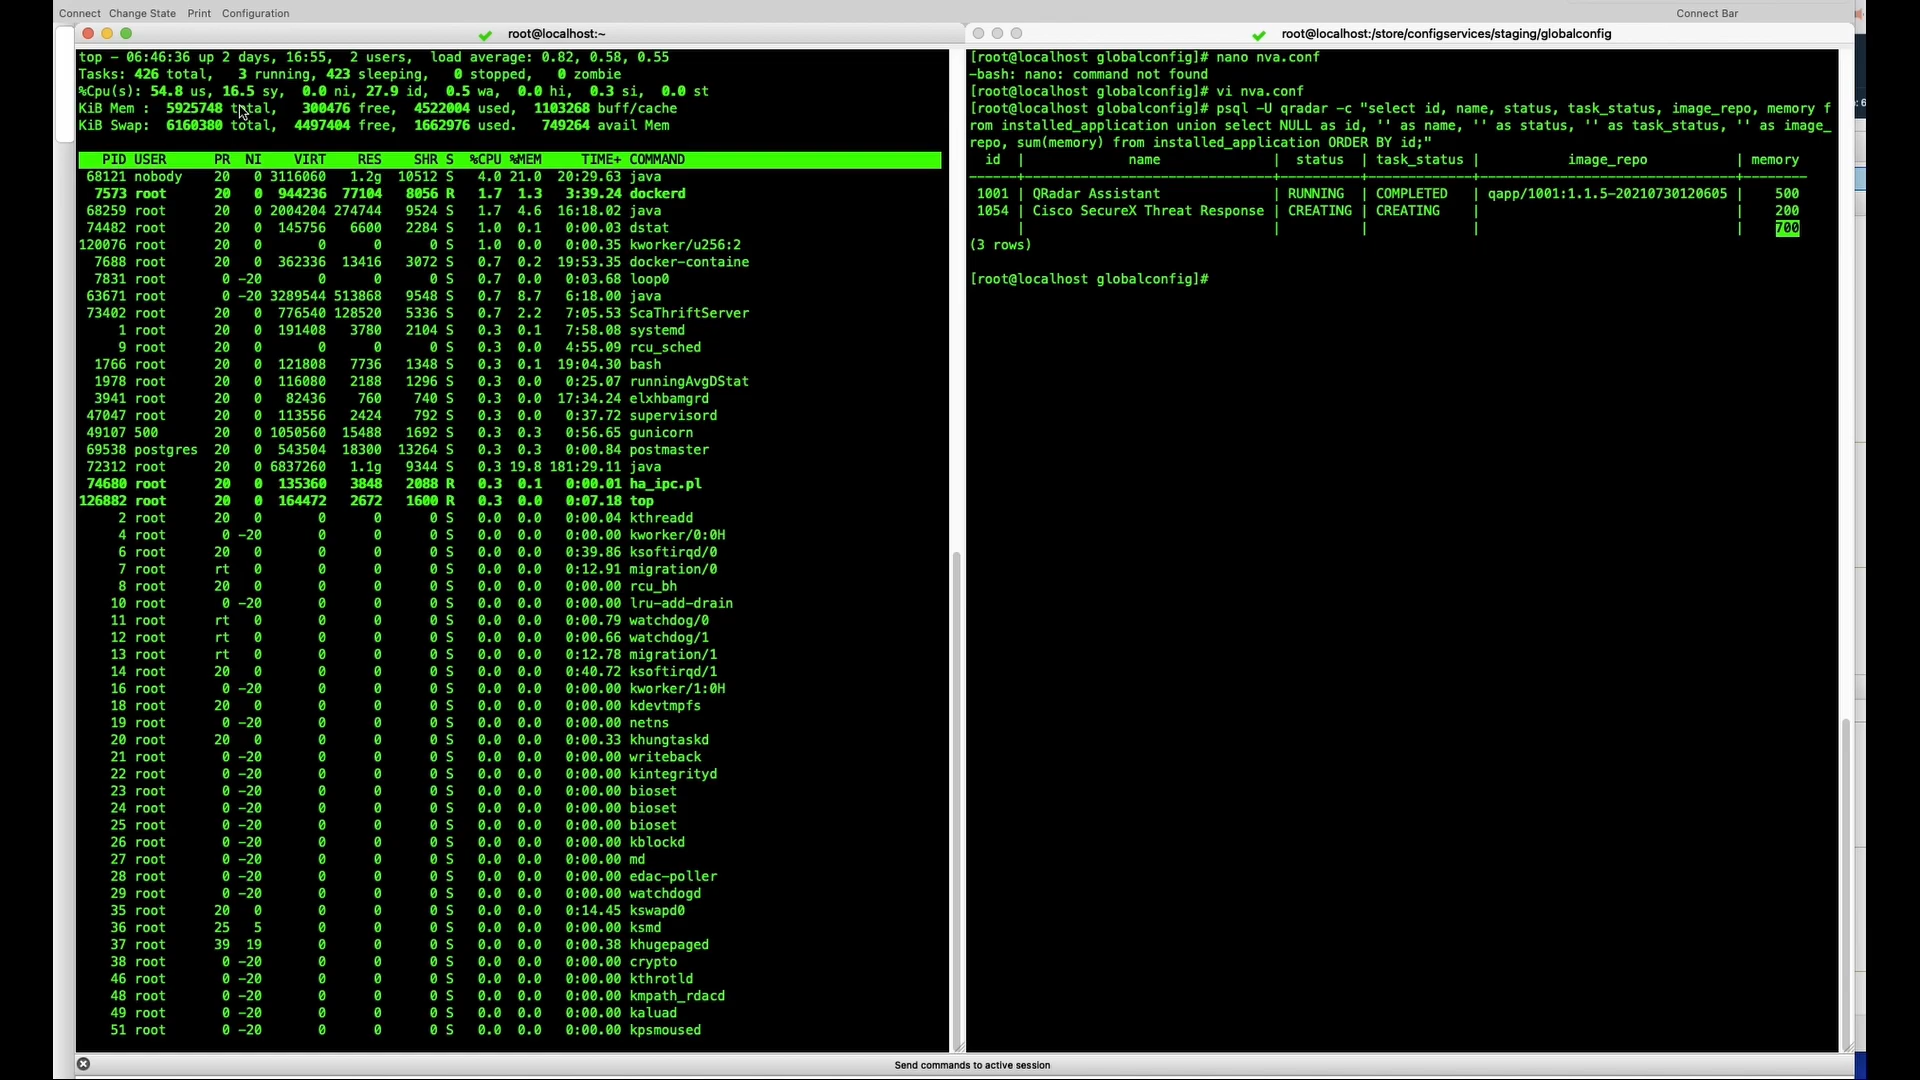 Connect Change State Print Configuration Connect Bar
root@localhost:~
top – 06:46:36 up 2 days, 16:55, 2 users, load average: 0.82, 0.58, 0.55
Tasks: 426 total, 3 running, 423 sleeping, 0 stopped, 0 zombie
%Cpu(s): 54.8 us, 16.5 sy, 0.0 ni, 27.9 id, 0.5 wa, 0.0 hi, 0.3 si, 0.0 st
KiB Mem : 5925748 total, 300476 free, 4522004 used, 1103268 buff/cache
KiB Swap: 6160380 total, 4497404 free, 1662976 used. 749264 avail Mem
PID USER PR NI VIRT RES SHR S %CPU %MEM TIME+ COMMAND
68121 nobody 20 0 3116060 1.2g 10512 S 4.0 21.0 20:29.63 java
7573 root 20 0 944236 77104 8056 R 1.7 1.3 3:39.24 dockerd
68259 root 20 0 2004204 274744 9524 S 1.7 4.6 16:18.02 java
74482 root 20 0 145756 6600 2284 S 1.0 0.1 0:00.03 dstat
120076 root 20 0 0 0 0 S 1.0 0.0 0:00.35 kworker/u256:2
7688 root 20 0 362336 13416 3072 S 0.7 0.2 19:53.35 docker-containe
7831 root 0 -20 0 0 0 S 0.7 0.0 0:03.68 loop0
63671 root 0 -20 3289544 513868 9548 S 0.7 8.7 6:18.00 java
73402 root 20 0 776540 128520 5336 S 0.7 2.2 7:05.53 ScaThriftServer
1 root 20 0 191408 3780 2104 S 0.3 0.1 7:58.08 systemd
9 root 20 0 0 0 0 S 0.3 0.0 4:55.09 rcu_sched
1766 root 20 0 121808 7736 1348 S 0.3 0.1 19:04.30 bash
1978 root 20 0 116080 2188 1296 S 0.3 0.0 0:25.07 runningAvgDStat
3941 root 20 0 82436 760 740 S 0.3 0.0 17:34.24 elxhbamgrd
47047 root 20 0 113556 2424 792 S 0.3 0.0 0:37.72 supervisord
49107 500 20 0 1050560 15488 1692 S 0.3 0.3 0:56.65 gunicorn
69538 postgres 20 0 543504 18300 13264 S 0.3 0.3 0:00.84 postmaster
72312 root 20 0 6837260 1.1g 9344 S 0.3 19.8 181:29.11 java
74680 root 20 0 135360 3848 2088 R 0.3 0.1 0:00.01 ha_ipc.pl
126882 root 20 0 164472 2672 1600 R 0.3 0.0 0:07.18 top
2 root 20 0 0 0 0 S 0.0 0.0 0:00.04 kthreadd
4 root 0 -20 0 0 0 S 0.0 0.0 0:00.00 kworker/0:0H
6 root 20 0 0 0 0 S 0.0 0.0 0:39.86 ksoftirqd/0
7 root rt 0 0 0 0 S 0.0 0.0 0:12.91 migration/0
8 root 20 0 0 0 0 S 0.0 0.0 0:00.00 rcu_bh
10 root 0 -20 0 0 0 S 0.0 0.0 0:00.00 lru-add-drain
11 root rt 0 0 0 0 S 0.0 0.0 0:00.79 watchdog/0
12 root rt 0 0 0 0 S 0.0 0.0 0:00.66 watchdog/1
13 root rt 0 0 0 0 S 0.0 0.0 0:12.78 migration/1
14 root 20 0 0 0 0 S 0.0 0.0 0:40.72 ksoftirqd/1
16 root 0 -20 0 0 0 S 0.0 0.0 0:00.00 kworker/1:0H
18 root 20 0 0 0 0 S 0.0 0.0 0:00.00 kdevtmpfs
19 root 0 -20 0 0 0 S 0.0 0.0 0:00.00 netns
20 root 20 0 0 0 0 S 0.0 0.0 0:00.33 khungtaskd
21 root 0 -20 0 0 0 S 0.0 0.0 0:00.00 writeback
22 root 0 -20 0 0 0 S 0.0 0.0 0:00.00 kintegrityd
23 root 0 -20 0 0 0 S 0.0 0.0 0:00.00 bioset
24 root 0 -20 0 0 0 S 0.0 0.0 0:00.00 bioset
25 root 0 -20 0 0 0 S 0.0 0.0 0:00.00 bioset
26 root 0 -20 0 0 0 S 0.0 0.0 0:00.00 kblockd
27 root 0 -20 0 0 0 S 0.0 0.0 0:00.00 md
28 root 0 -20 0 0 0 S 0.0 0.0 0:00.00 edac-poller
29 root 0 -20 0 0 0 S 0.0 0.0 0:00.00 watchdogd
35 root 20 0 0 0 0 S 0.0 0.0 0:14.45 kswapd0
36 root 25 5 0 0 0 S 0.0 0.0 0:00.00 ksmd
37 root 39 19 0 0 0 S 0.0 0.0 0:00.38 khugepaged
38 root 0 -20 0 0 0 S 0.0 0.0 0:00.00 crypto
46 root 0 -20 0 0 0 S 0.0 0.0 0:00.00 kthrotld
48 root 0 -20 0 0 0 S 0.0 0.0 0:00.00 kmpath_rdacd
49 root 0 -20 0 0 0 S 0.0 0.0 0:00.00 kaluad
51 root 0 -20 0 0 0 S 0.0 0.0 0:00.00 kpsmoused
root@localhost:/store/configservices/staging/globalconfig
[root@localhost globalconfig]# nano nva.conf
-bash: nano: command not found
[root@localhost globalconfig]# vi nva.conf
[root@localhost globalconfig]# psql -U qradar -c "select id, name, status, task_status, image_repo, memory f
rom installed_application union select NULL as id, '' as name, '' as status, '' as task_status, '' as image_
repo, sum(memory) from installed_application ORDER BY id;"
id | name | status | task_status | image_repo | memory
1001 | QRadar Assistant | RUNNING | COMPLETED | qapp/1001:1.1.5-20210730120605 | 500
1054 | Cisco SecureX Threat Response | CREATING | CREATING | | 200
| | | | | 700
(3 rows)
[root@localhost globalconfig]#
Send commands to active session